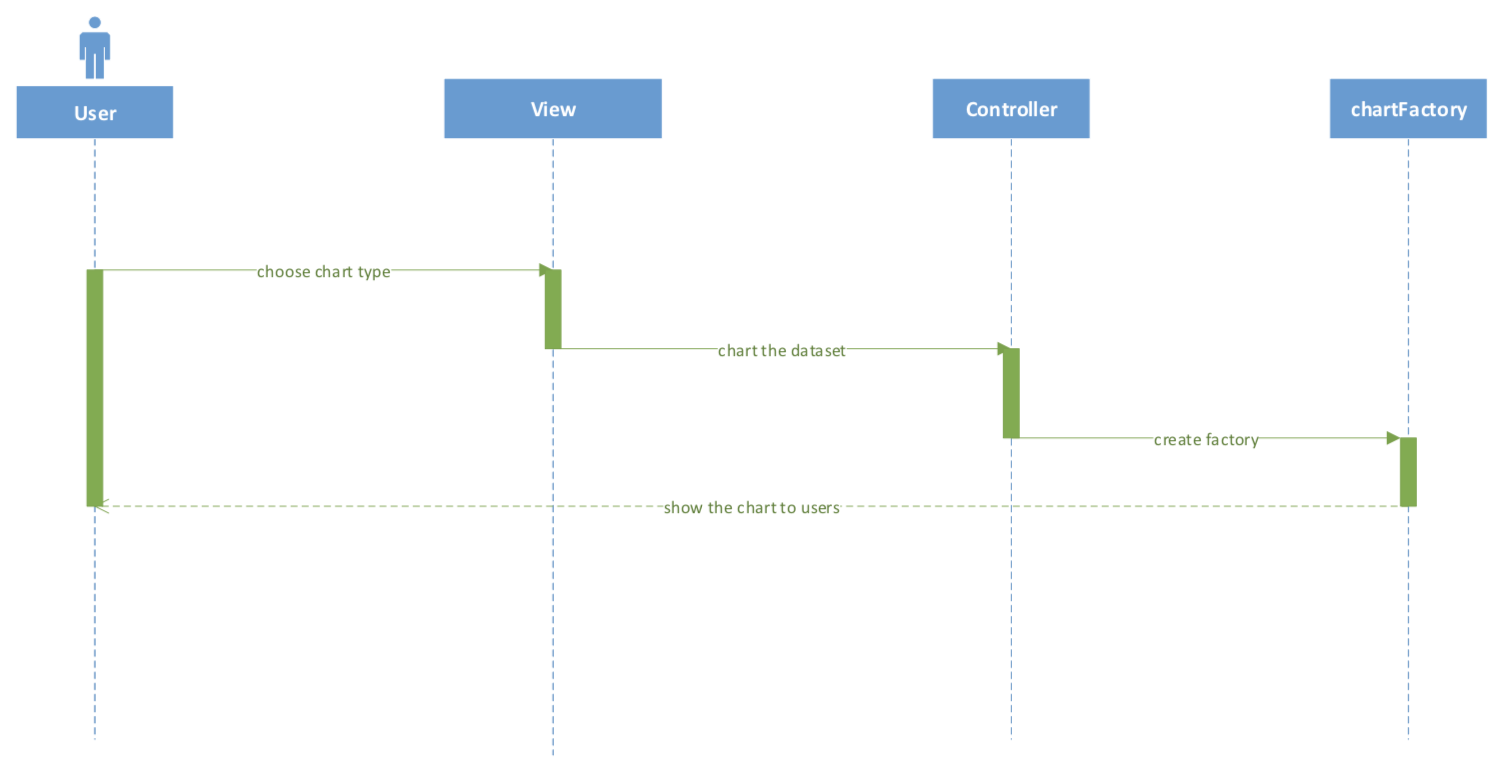 User
View
Controller
chartFactory
choose chart type
chart the dataset
create factory
show the chart to users